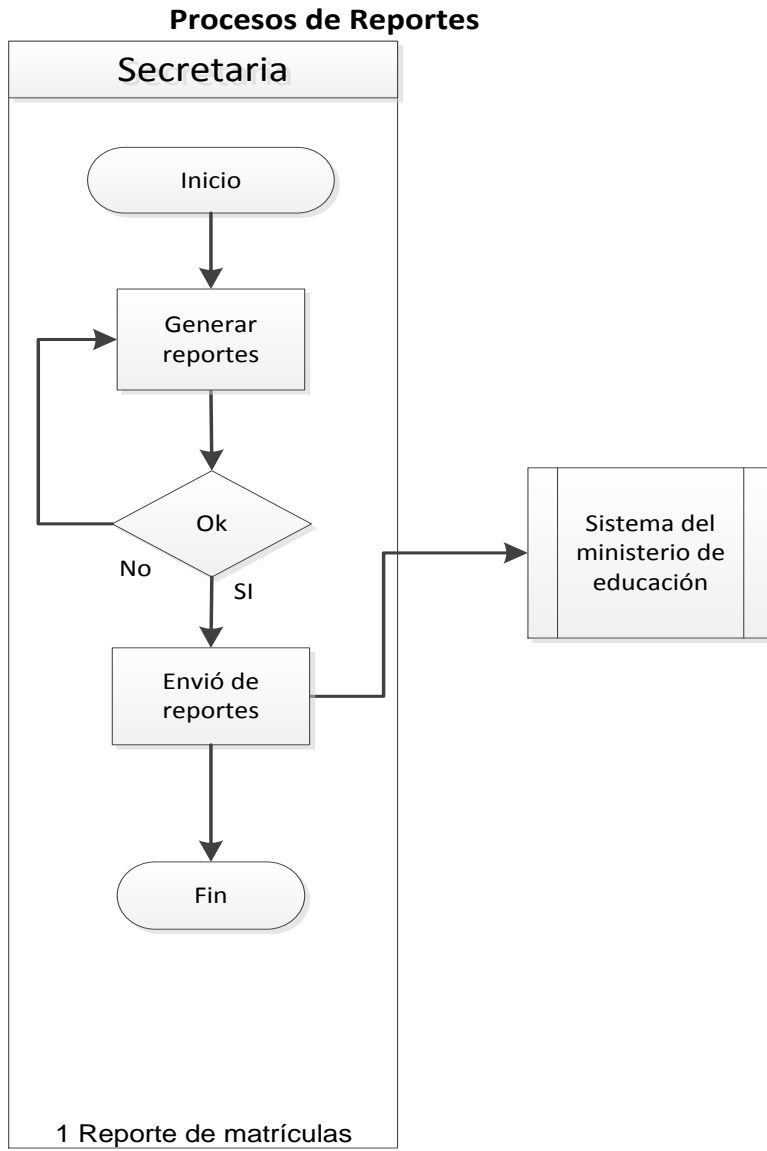 Procesos de Reportes
Secretaria
Inicio
Generar
reportes
Ok
No
SI
Sistema del
ministerio de
educación
Envió de
reportes
Fin
1 Reporte de matrículas